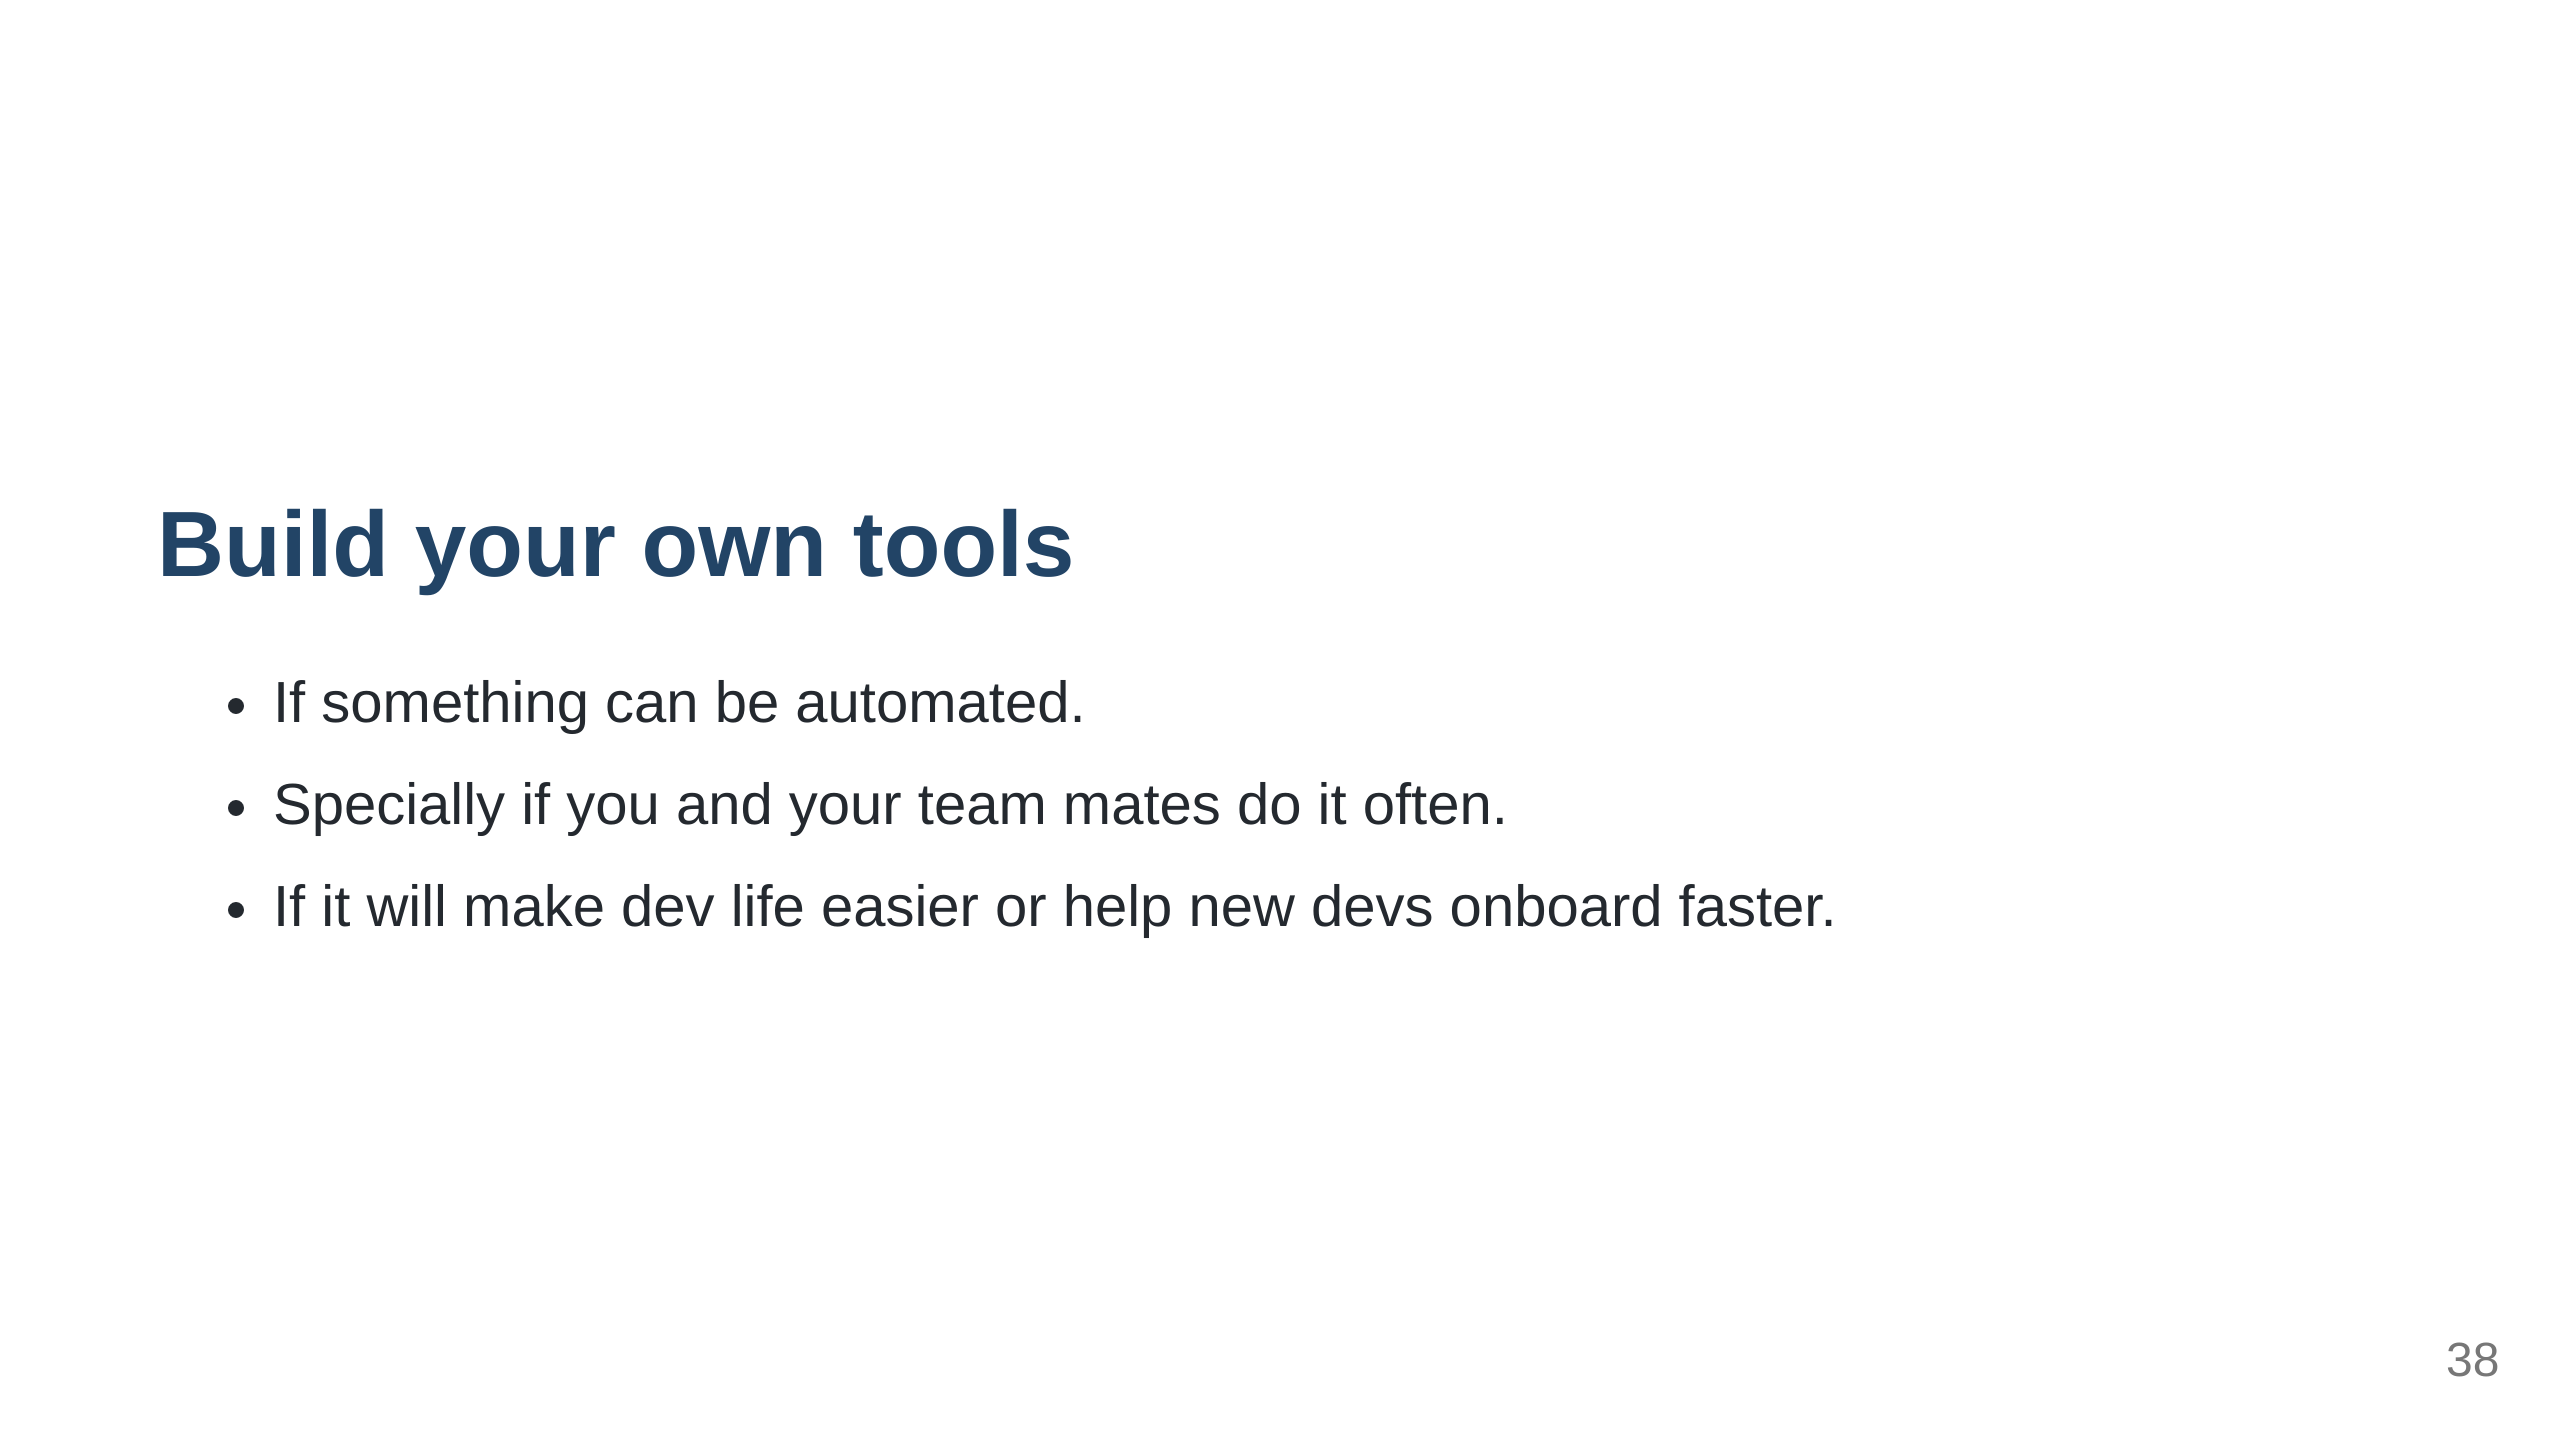 Build your own tools
If something can be automated.
Specially if you and your team mates do it often.
If it will make dev life easier or help new devs onboard faster.
38